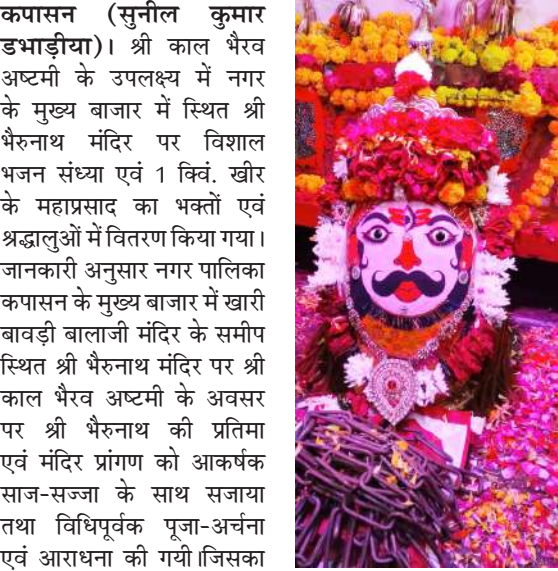 कपासन (सुनील कुमार
डभाड़ीया)। श्री काल भैरव
अष्टमी के उपलक्ष्य में नगर
के मुख्य बाजार में स्थित श्री
भैरुनाथ मंदिर पर विशाल
भजन संध्या एवं 1 क्विं. खीर
के महाप्रसाद का भक्तों एवं
श्रद्धालुओं में वितरण किया गया।
जानकारी अनुसार नगर पालिका
कपासन के मुख्य बाजार में खारी
बावड़ी बालाजी मंदिर के समीप
स्थित श्री भैरुनाथ मंदिर पर श्री
काल भैरव अष्टमी के अवसर
पर श्री भैरुनाथ की प्रतिमा
एवं मंदिर प्रांगण को आकर्षक
साज-सज्जा के साथ सजाया
तथा विधिपूर्वक पूजा-अर्चना
एवं आराधना की गयी।जिसका